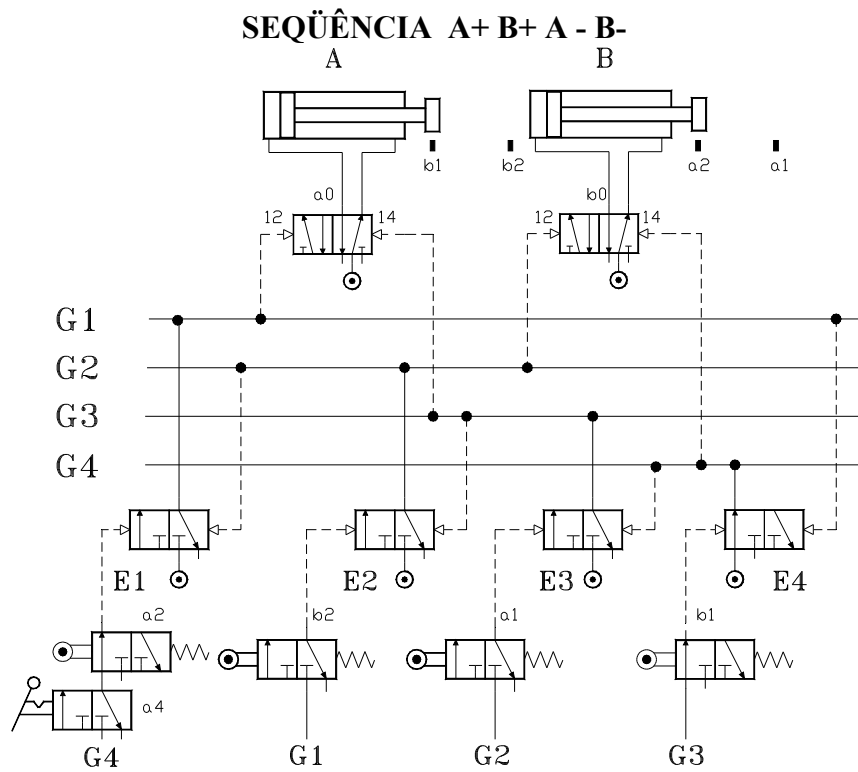 SEQÜÊNCIA A+ B+ A - B-
A B
b1 b2 a2 a1
a0 b0
12 14 12 14
G1
G2
G3
G4
E1 E2 E3 E4
a2 b2 a1 b1
a4
G4 G1 G2 G3